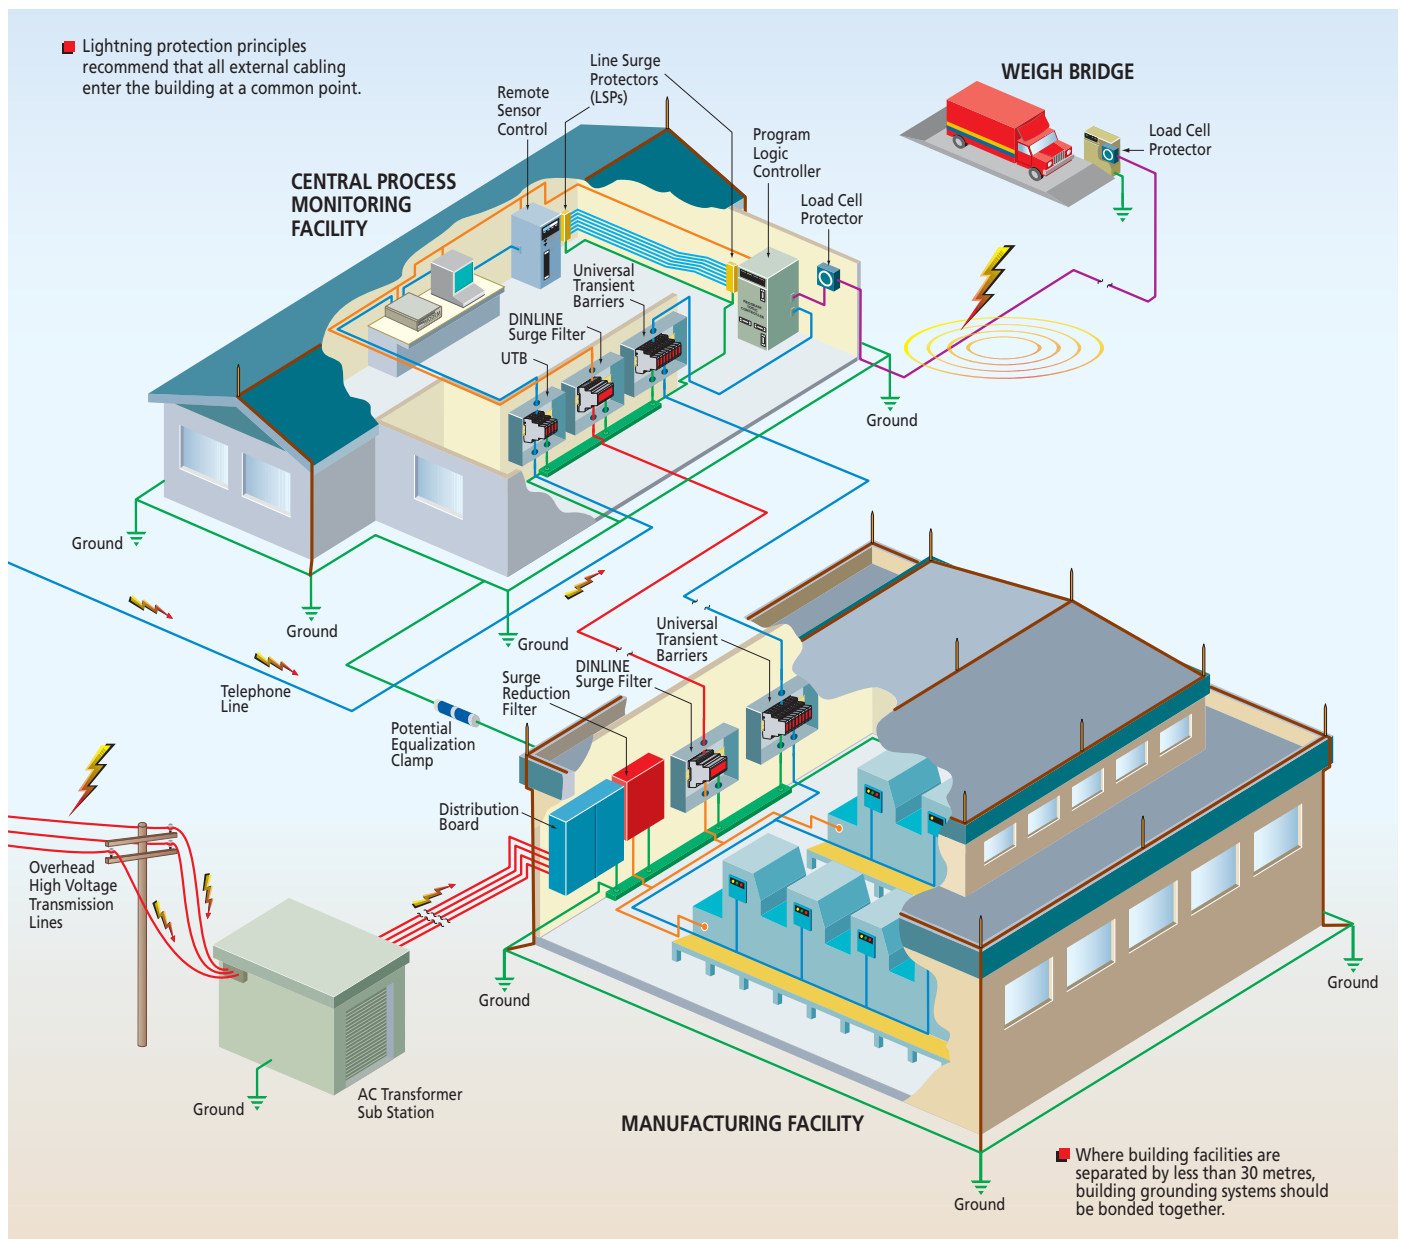 Lightning protection principles
recommend that all external cabling
enter the building at a common point.
Line Surge
Protectors
(LSPs)
WEIGH BRIDGE
Remote
Sensor
Control
Program
Logic
Controller
Load Cell
Protector
CENTRAL PROCESS
MONITORING
FACILITY
Load Cell
Protector
Universal
Transient
Barriers
DINLINE
Surge Filter
UTB
PROGRAM
LOGIC
CONTROLLER
Ground
Ground
Ground
Ground
Telephone
Line
Universal
Transient
Barriers
DINLINE
Surge Filter
Surge
Reduction
Filter
Potential
Equalization
Clamp
Distribution
Board
Overhead
High Voltage
Transmission
Lines
Ground
Ground
Ground
AC Transformer
Sub Station
MANUFACTURING FACILITY
Where building facilities are
separated by less than 30 metres,
building grounding systems should
be bonded together.
Ground